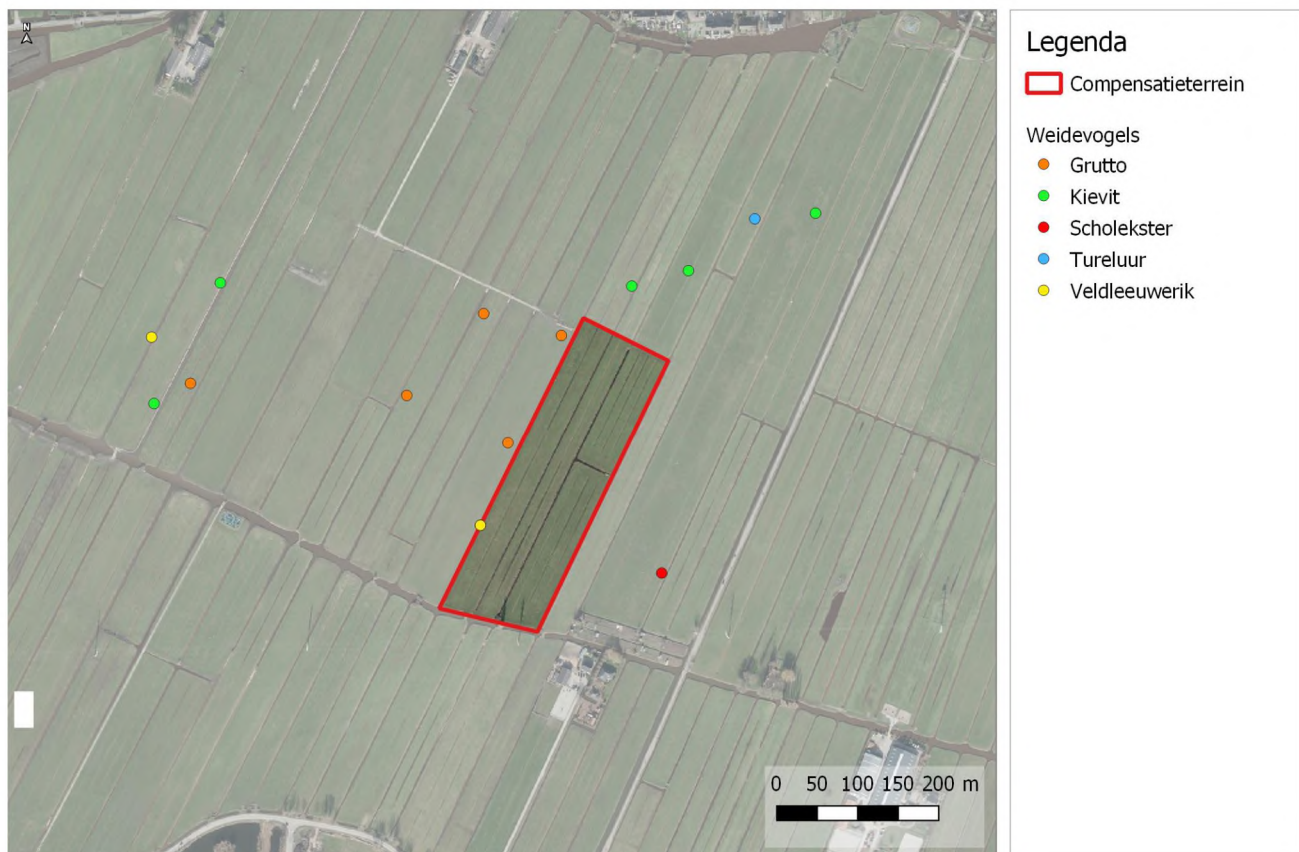 N
Legenda
Compensatieterrein
Weidevogels
Grutto
Kievit
Scholekster
Tureluur
Veldleeuwerik
0 50 100 150 200 m